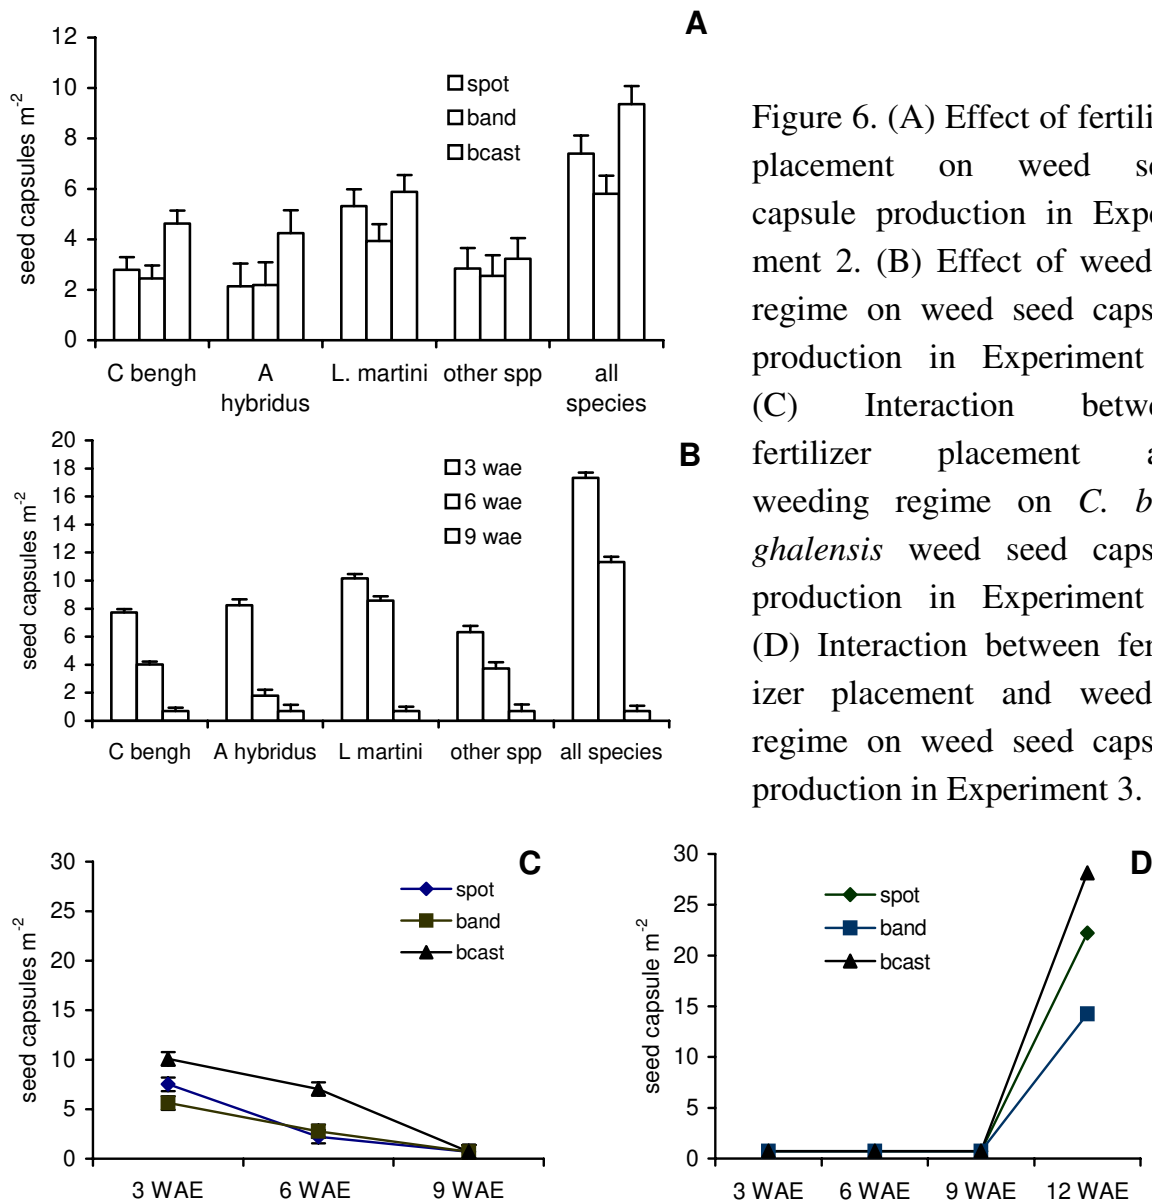 A
12
10
8
6
4
2
0
seed capsules m-2
spot
band
bcast
C bengh
A hybridus
L. martini
other spp
all species
B
20
18
16
14
12
10
8
6
4
2
0
seed capsules m-2
3 wae
6 wae
9 wae
C bengh
A hybridus
L martini
other spp
all species
Figure 6. (A) Effect of fertili
placement on weed se
capsule production in Expe
ment 2. (B) Effect of weed
regime on weed seed caps
production in Experiment
(C) Interaction betwe
fertilizer placement a
weeding regime on C. b
ghalensis weed seed caps
production in Experiment
(D) Interaction between fer
izer placement and weed
regime on weed seed caps
production in Experiment 3.
C
30
25
20
15
10
5
0
seed capsules m-2
spot
band
bcast
3 WAE
6 WAE
9 WAE
D
30
25
20
15
10
5
0
seed capsule m-2
spot
band
bcast
3 WAE
6 WAE
9 WAE
12 WAE